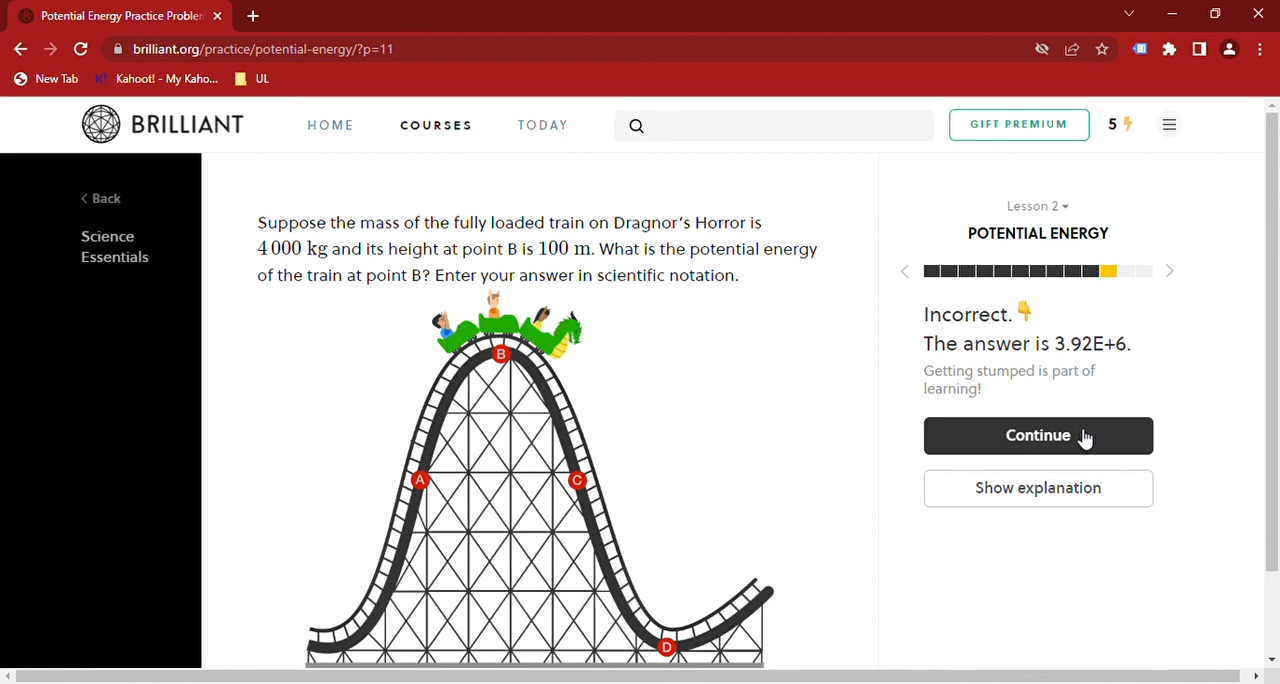 Potential Energy Practice Problem
brilliant.org/practice/potential-energy/?p=11
New Tab
K! Kahoot! - My Kaho...
UL
BRILLIANT
HOME
COURSES
TODAY
GIFT PREMIUM
5
< Back
Science
Essentials
Suppose the mass of the fully loaded train on Dragnor's Horror is
4 000 kg and its height at point B is 100 m. What is the potential energy
of the train at point B? Enter your answer in scientific notation.
B
A
C
D
Lesson 2
POTENTIAL ENERGY
Incorrect.👇
The answer is 3.92E+6.
Getting stumped is part of
learning!
Continue
Show explanation